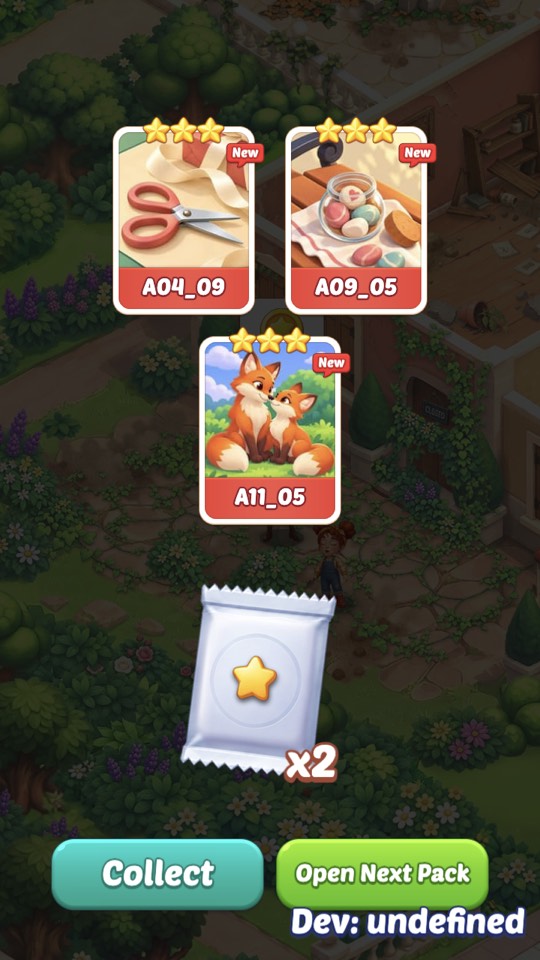 New
New
A04_09
A09_05
New
A11_05
x2
Collect
Open Next Pack
Dev: undefined